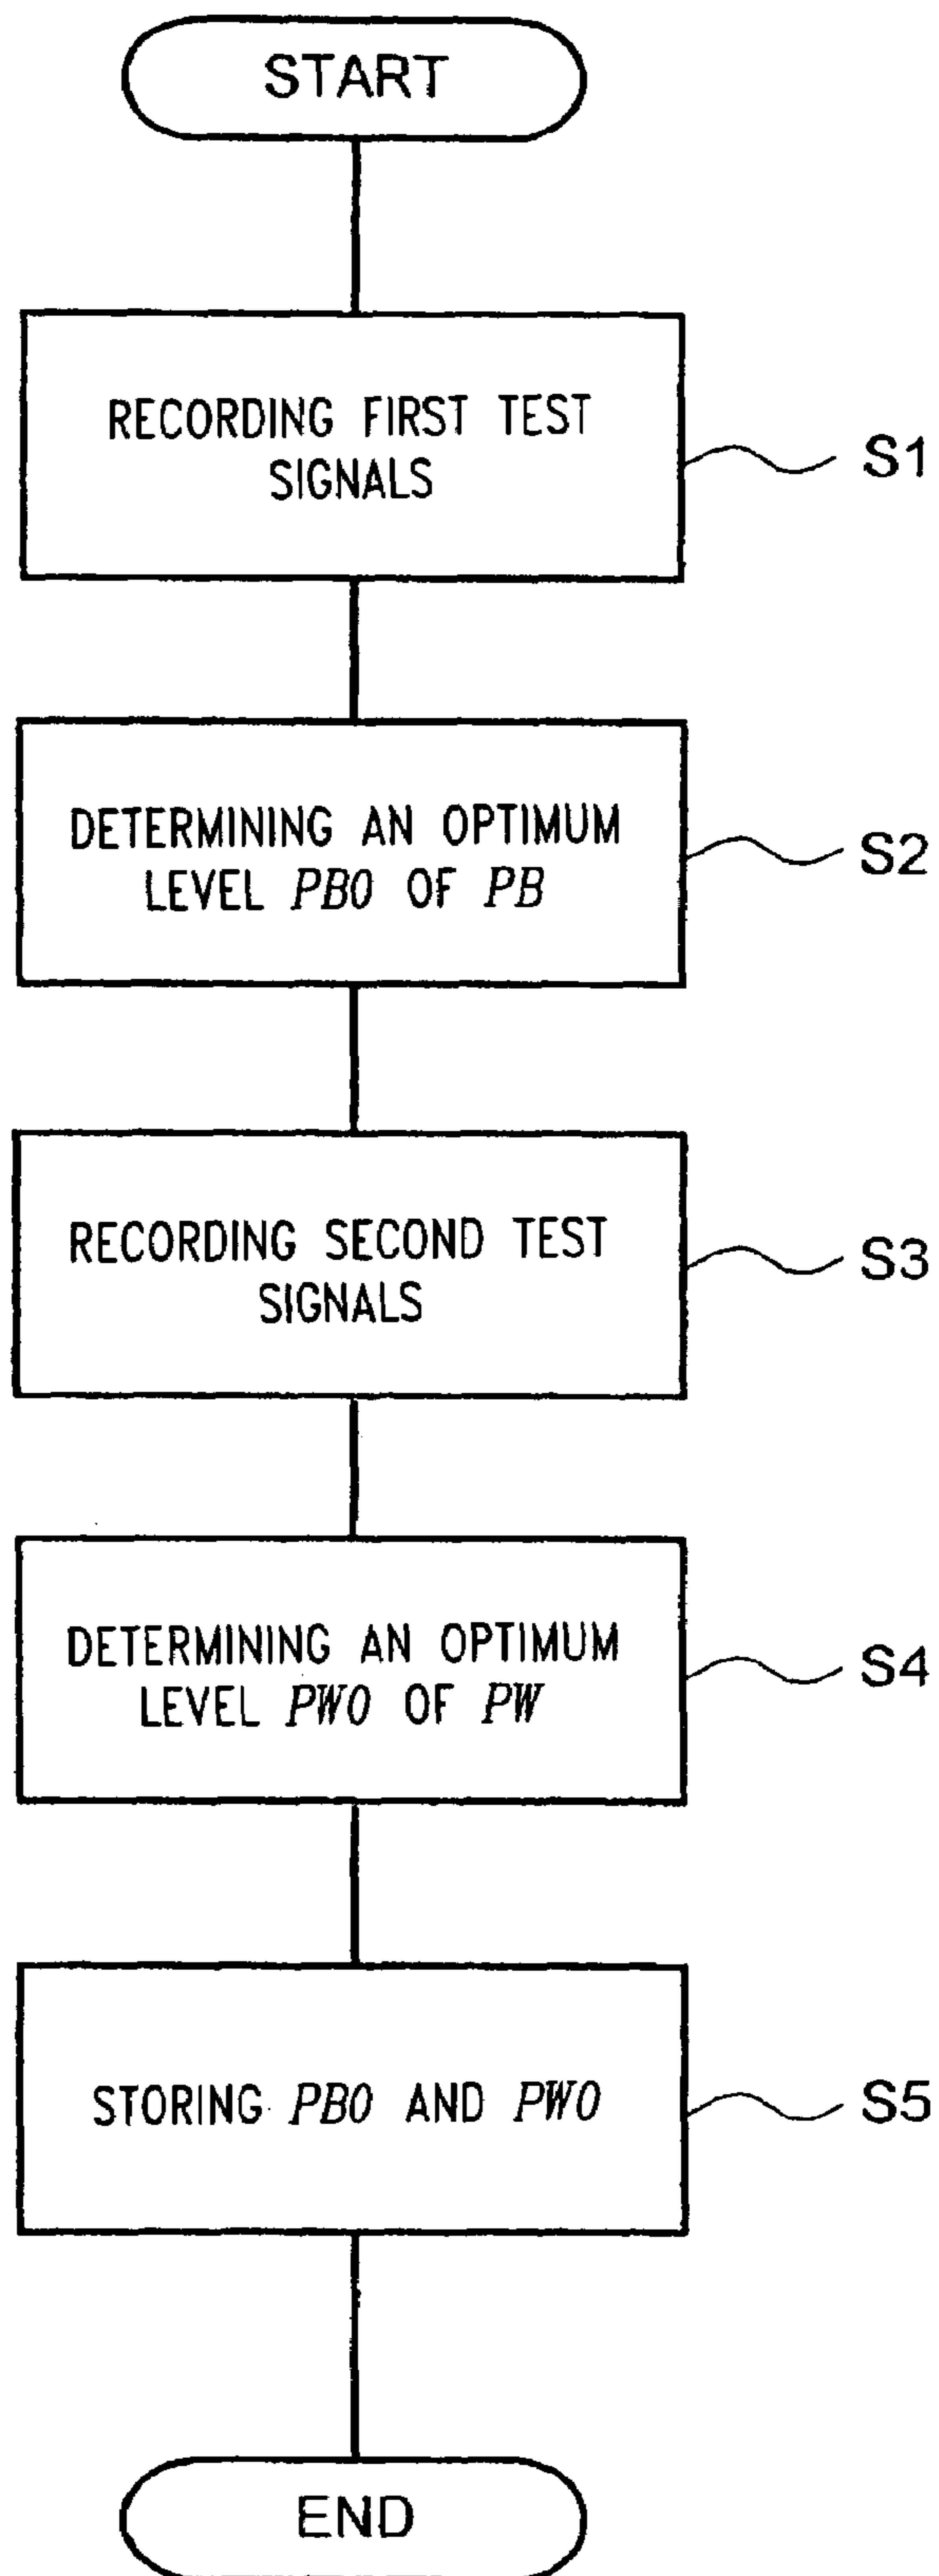 START
RECORDING FIRST TEST
SIGNALS
S1
DETERMINING AN OPTIMUM
LEVEL PB0 OF PB
S2
RECORDING SECOND TEST
SIGNALS
S3
DETERMINING AN OPTIMUM
LEVEL PW0 OF PW
S4
STORING PB0 AND PW0
S5
END